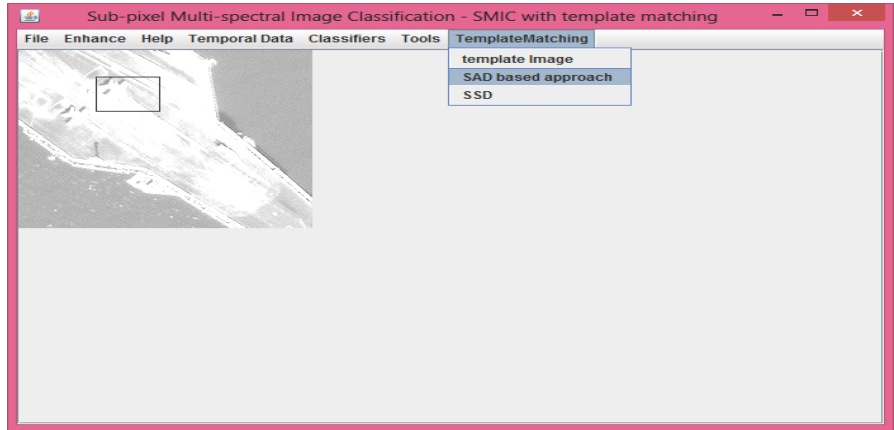 Sub-pixel Multi-spectral Image Classification - SMIC with template matching
File Enhance Help Temporal Data Classifiers Tools TemplateMatching
template Image
SAD based approach
SSD